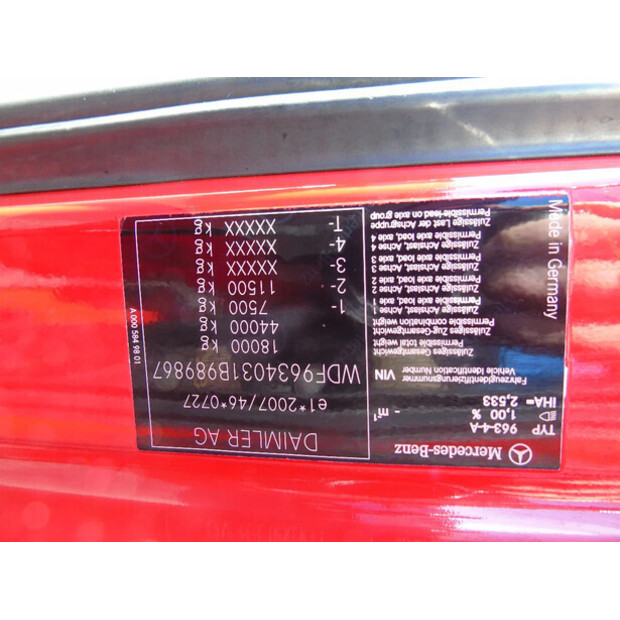 Mercedes-Benz
DAIMLER AG
TYP 963-4-A
1,00 % - m⁻¹
IHA= 2,533
e1*2007/46*0727
Fahrzeugidentifizierungsnummer
Vehicle Identification Number VIN
WDF9634031B989867
Zulässiges Gesamtgewicht
Permissible total weight
18000 kg
Zulässiges Zug-Gesamtgewicht
Permissible combination weight
44000 kg
Zulässige Achslast, Achse 1
Permissible axle load, axle 1
1- 7500 kg
Zulässige Achslast, Achse 2
Permissible axle load, axle 2
2- 11500 kg
Zulässige Achslast, Achse 3
Permissible axle load, axle 3
3- XXXXX kg
Zulässige Achslast, Achse 4
Permissible axle load, axle 4
4- XXXXX kg
Zulässige Last der Achsgruppe
Permissible load on axle group
T- XXXXX kg
Made in Germany
A 000 584 98 01